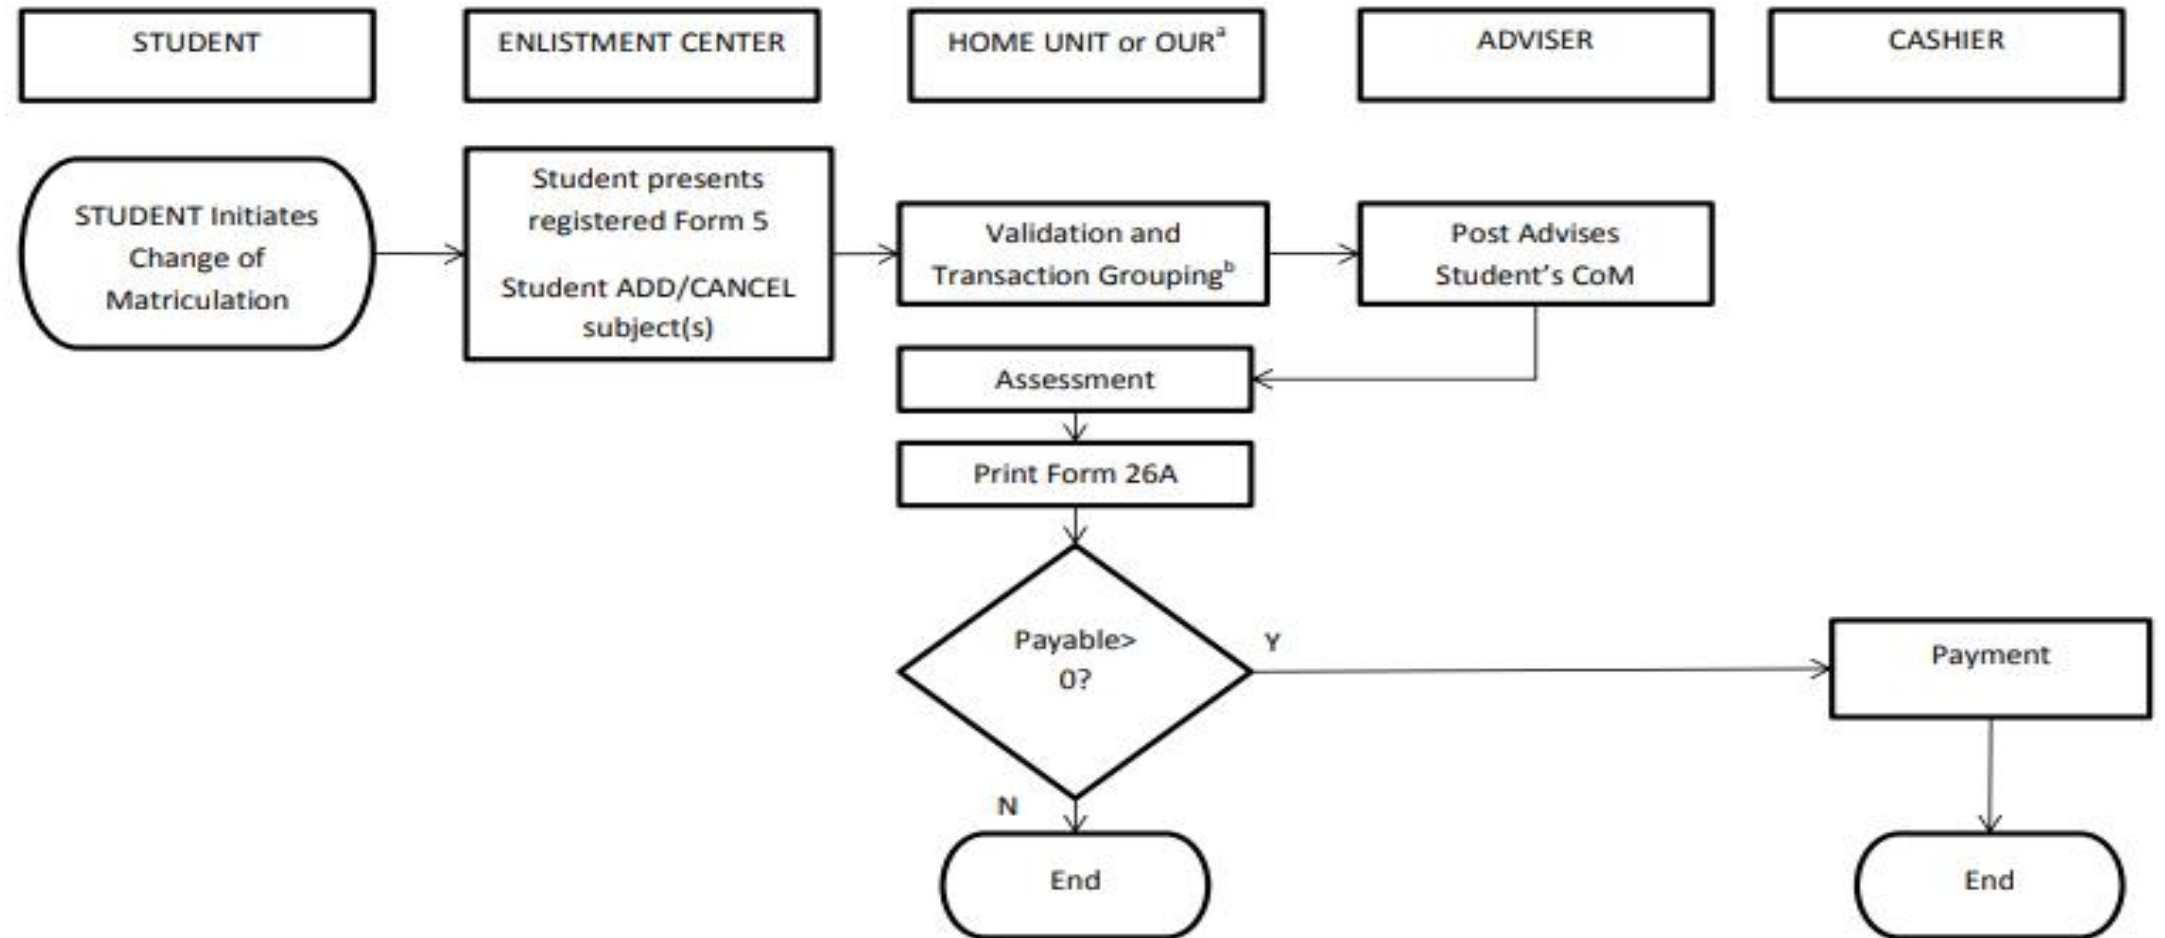 STUDENT
ENLISTMENT CENTER
HOME UNIT or OURᵃ
ADVISER
CASHIER
STUDENT Initiates
Change of
Matriculation
Student presents
registered Form 5
Student ADD/CANCEL
subject(s)
Validation and
Transaction Groupingᵇ
Post Advises
Student's CoM
Assessment
Print Form 26A
Payable>
0?
Y
Payment
N
End
End